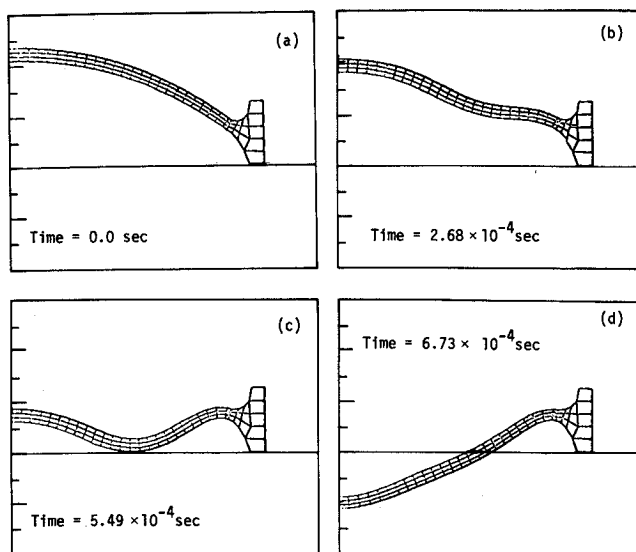 (a)
Time = 0.0 sec
(b)
Time = 2.68 × 10⁻⁴sec
(c)
Time = 5.49 ×10⁻⁴sec
(d)
Time = 6.73 × 10⁻⁴sec